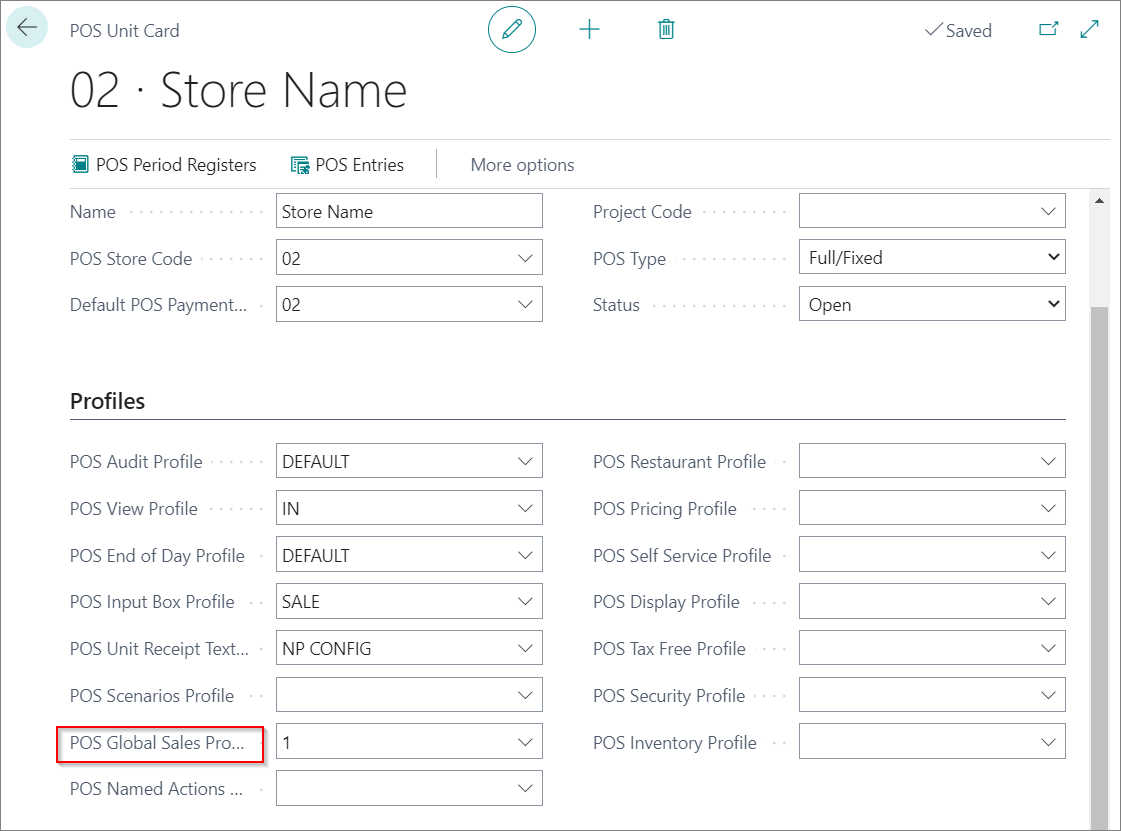 POS Unit Card
Saved
02 · Store Name
POS Period Registers POS Entries More options
Name Store Name Project Code
POS Store Code 02 POS Type Full/Fixed
Default POS Payment... 02 Status Open
Profiles
POS Audit Profile DEFAULT POS Restaurant Profile
POS View Profile IN POS Pricing Profile
POS End of Day Profile DEFAULT POS Self Service Profile
POS Input Box Profile SALE POS Display Profile
POS Unit Receipt Text... NP CONFIG POS Tax Free Profile
POS Scenarios Profile POS Security Profile
POS Global Sales Pro... 1 POS Inventory Profile
POS Named Actions ...